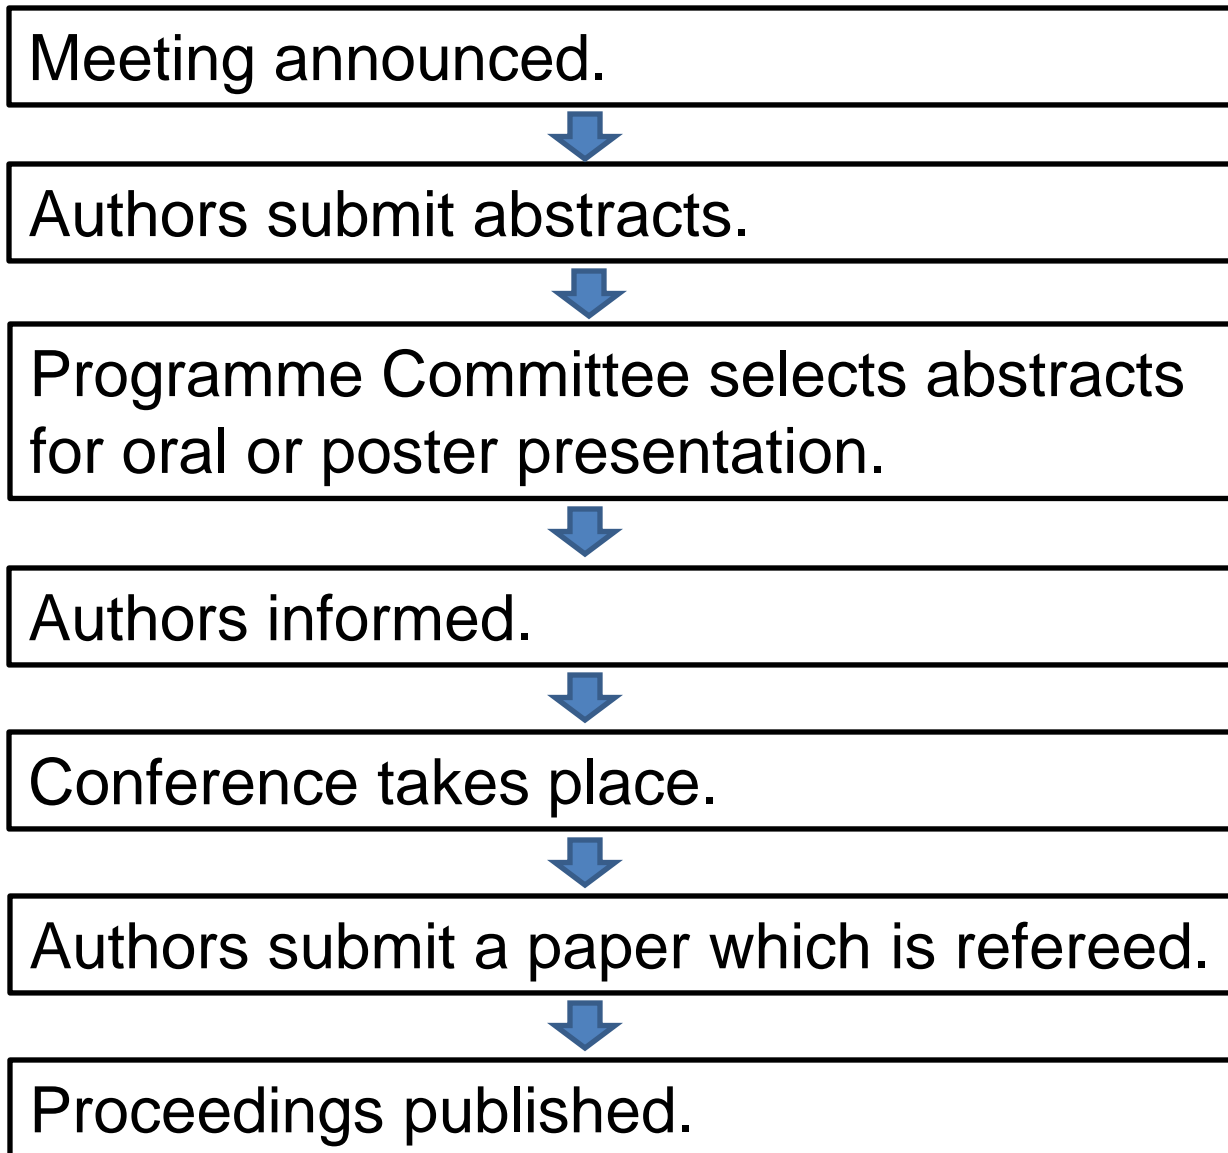 Meeting announced.
Authors submit abstracts.
Programme Committee selects abstracts
for oral or poster presentation.
Authors informed.
Conference takes place.
Authors submit a paper which is refereed.
Proceedings published.